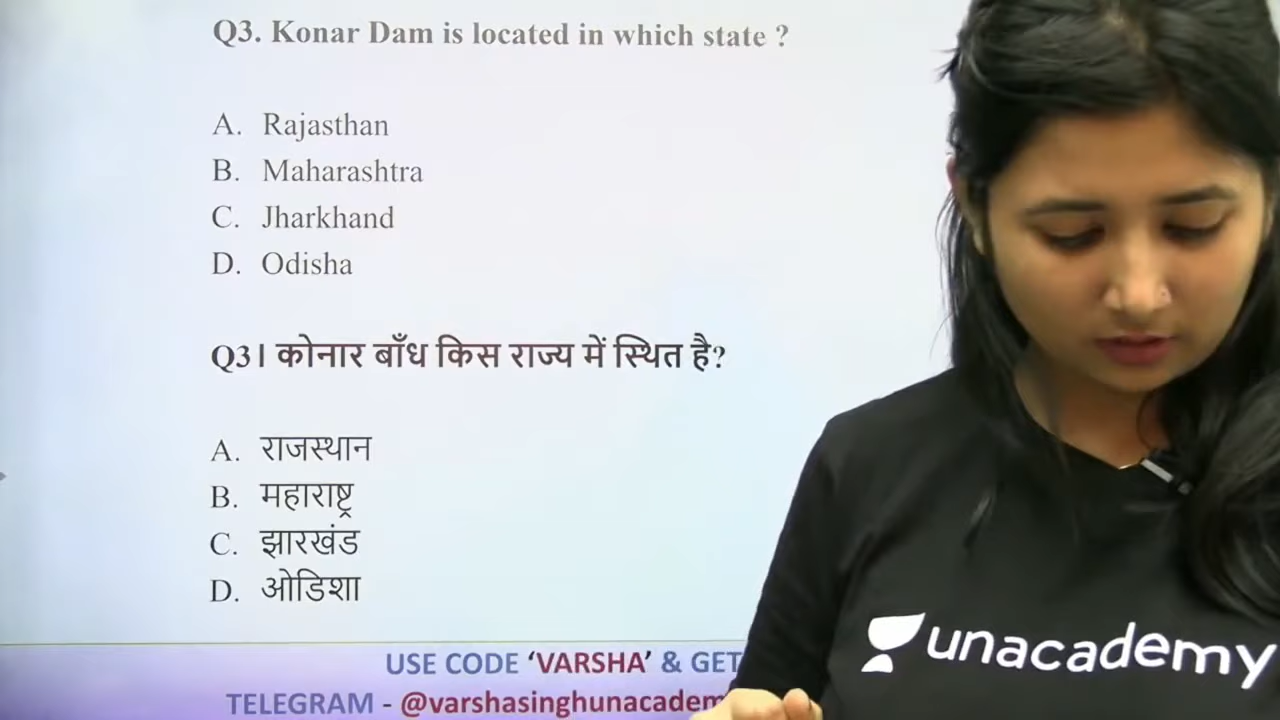 Q3. Konar Dam is located in which state ?
A. Rajasthan
B. Maharashtra
C. Jharkhand
D. Odisha
Q3। कोनार बाँध किस राज्य में स्थित है?
A. राजस्थान
B. महाराष्ट्र
C. झारखंड
D. ओडिशा
USE CODE ‘VARSHA’ & GET
TELEGRAM - @varshasinghunacadem
unacademy